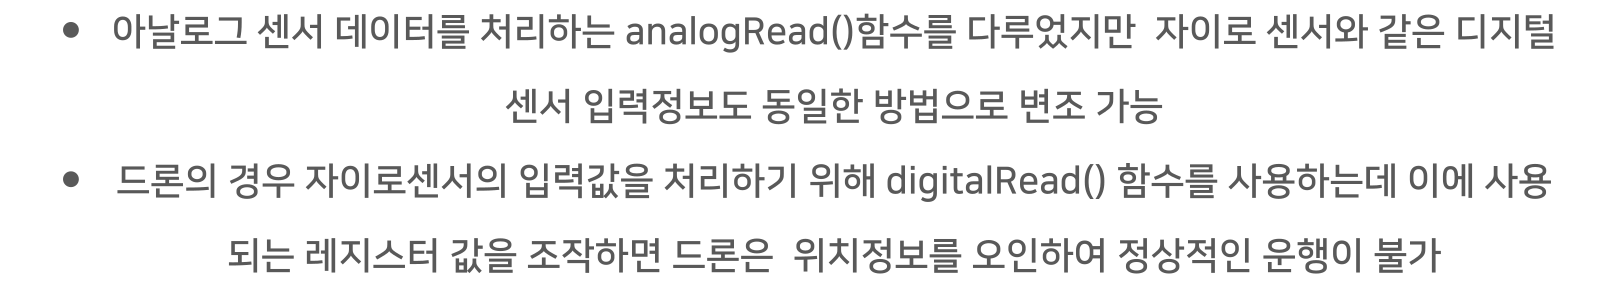 • 아날로그 센서 데이터를 처리하는 analogRead()함수를 다루었지만  자이로 센서와 같은 디지털
센서 입력정보도 동일한 방법으로 변조 가능
• 드론의 경우 자이로센서의 입력값을 처리하기 위해 digitalRead() 함수를 사용하는데 이에 사용
되는 레지스터 값을 조작하면 드론은  위치정보를 오인하여 정상적인 운행이 불가